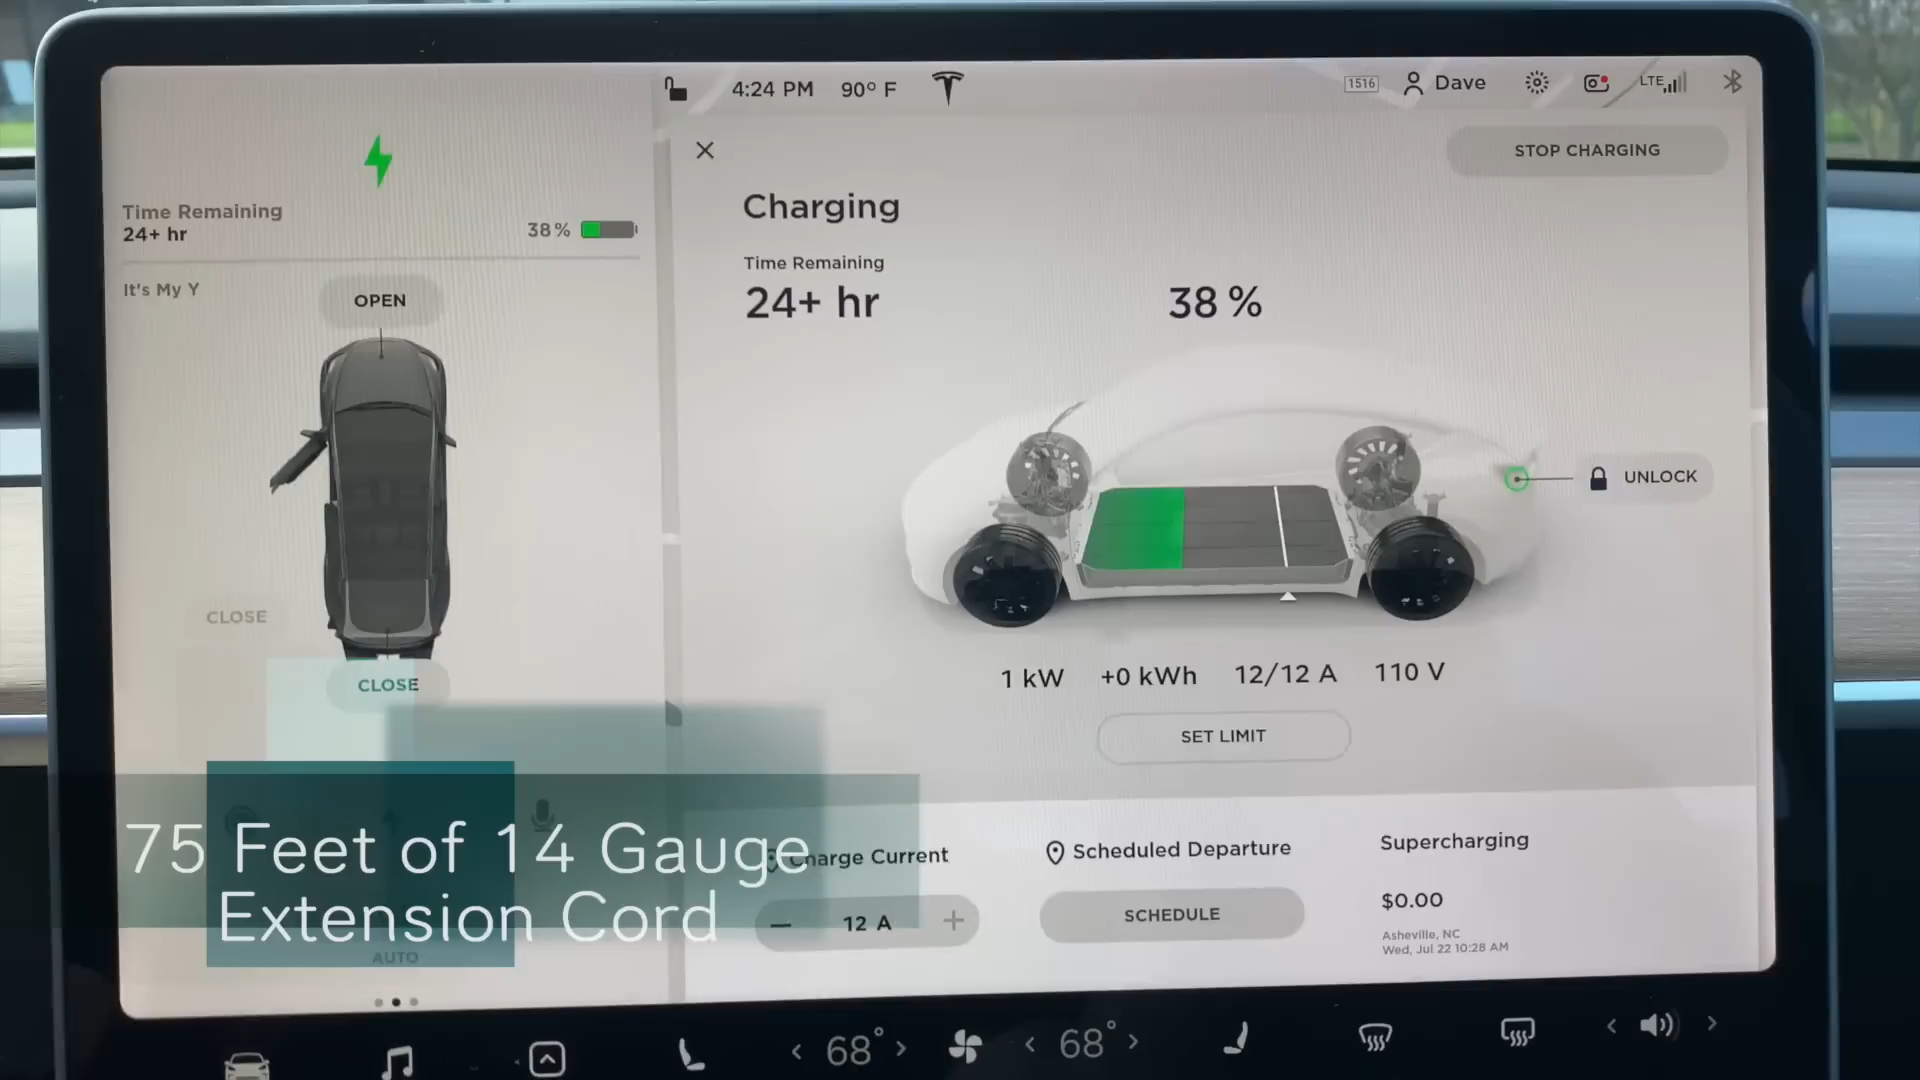 4:24 PM 90° F
1516 Dave LTE
Time Remaining
24+ hr
38 %
It's My Y
OPEN
CLOSE
CLOSE
AUTO
STOP CHARGING
Charging
Time Remaining
24+ hr
38 %
UNLOCK
1 kW +0 kWh 12/12 A 110 V
SET LIMIT
Charge Current
12 A
Scheduled Departure
SCHEDULE
Supercharging
$0.00
Asheville, NC
Wed, Jul 22 10:28 AM
75 Feet of 14 Gauge
Extension Cord
68° 68°